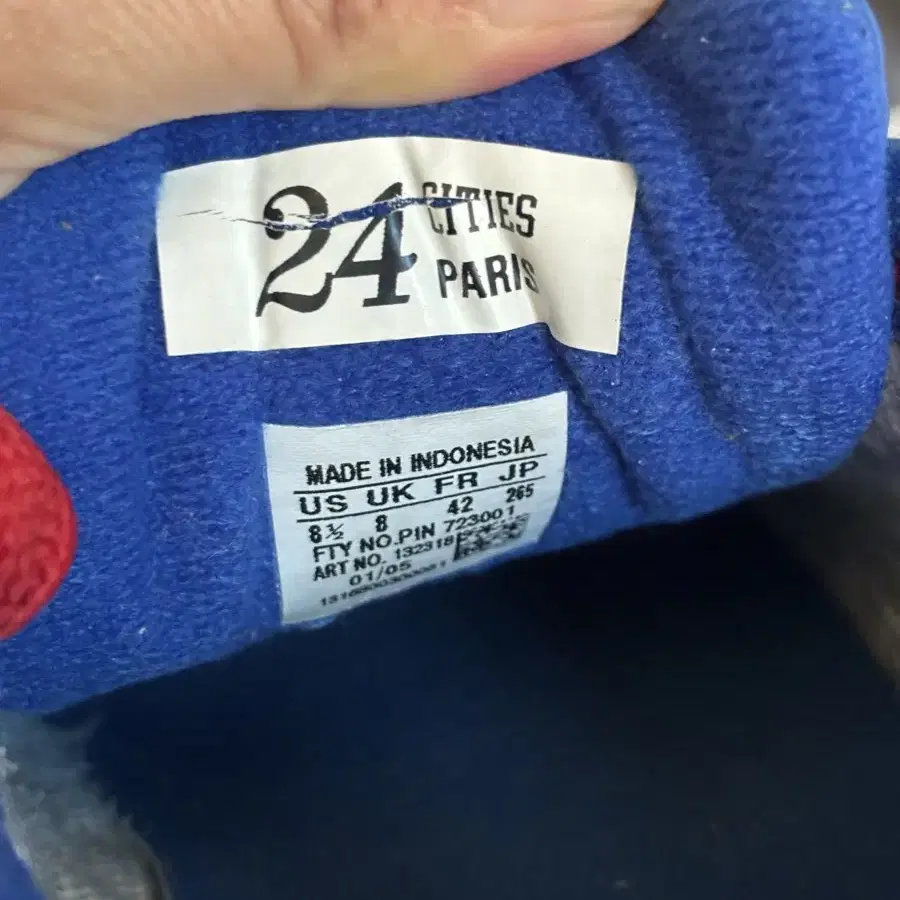 24 CITIES
PARIS
MADE IN INDONESIA
US UK FR JP
8½ 8 42 265
FTY NO.PIN 723001
ART NO. 132318
01/05